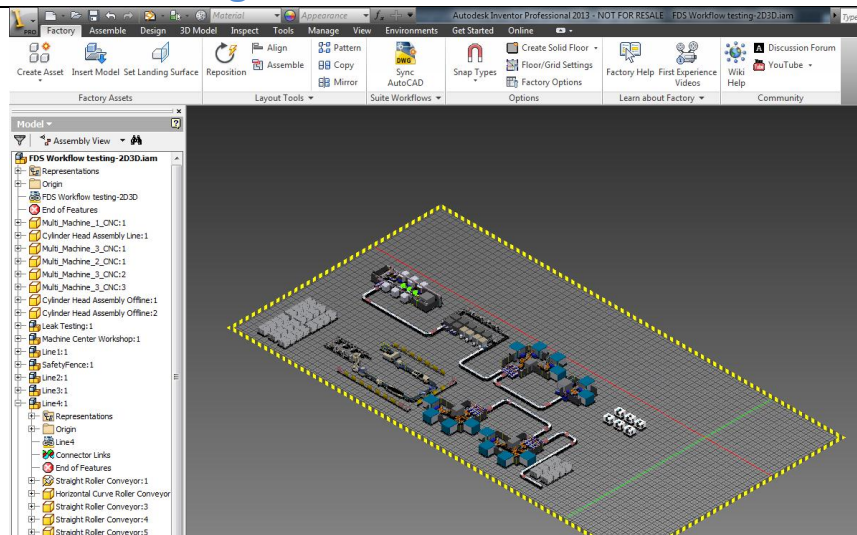 Material Appearance Autodesk Inventor Professional 2013 - NOT FOR RESALE FDS Workflow testing-2D3D.iam Type
PRO Factory Assemble Design 3D Model Inspect Tools Manage View Environments Get Started Online
Create Asset Insert Model Set Landing Surface Reposition Align Assemble Pattern Copy Mirror Sync AutoCAD Snap Types Create Solid Floor Floor/Grid Settings Factory Options Factory Help First Experience Videos Wiki Help Discussion Forum YouTube
DWG
Factory Assets Layout Tools Suite Workflows Options Learn about Factory Community
Model
Assembly View
FDS Workflow testing-2D3D.iam
Representations
Origin
FDS Workflow testing-2D3D
End of Features
Multi_Machine_1_CNC:1
Cylinder Head Assembly Line:1
Multi_Machine_3_CNC:1
Multi_Machine_2_CNC:1
Multi_Machine_3_CNC:2
Multi_Machine_3_CNC:3
Cylinder Head Assembly Offline:1
Cylinder Head Assembly Offline:2
Leak Testing:1
Machine Center Workshop:1
Line1:1
SafetyFence:1
Line2:1
Line3:1
Line4:1
Representations
Origin
Line4
Connector Links
End of Features
Straight Roller Conveyor:1
Horizontal Curve Roller Conveyor
Straight Roller Conveyor:3
Straight Roller Conveyor:4
Straight Roller Conveyor:5